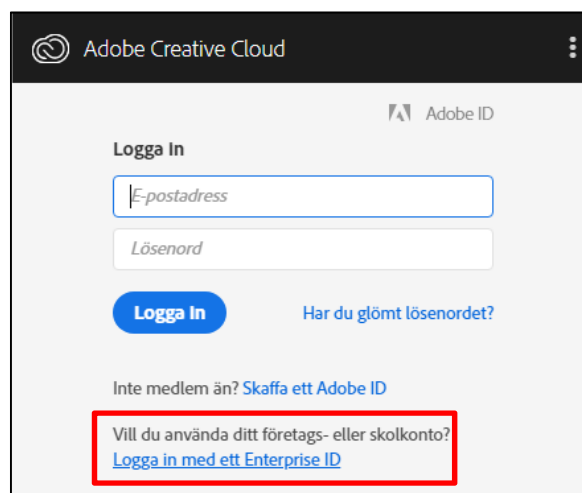 Adobe Creative Cloud
Adobe ID
Logga In
E-postadress
Lösenord
Logga In
Har du glömt lösenordet?
Inte medlem än? Skaffa ett Adobe ID
Vill du använda ditt företags- eller skolkonto?
Logga in med ett Enterprise ID